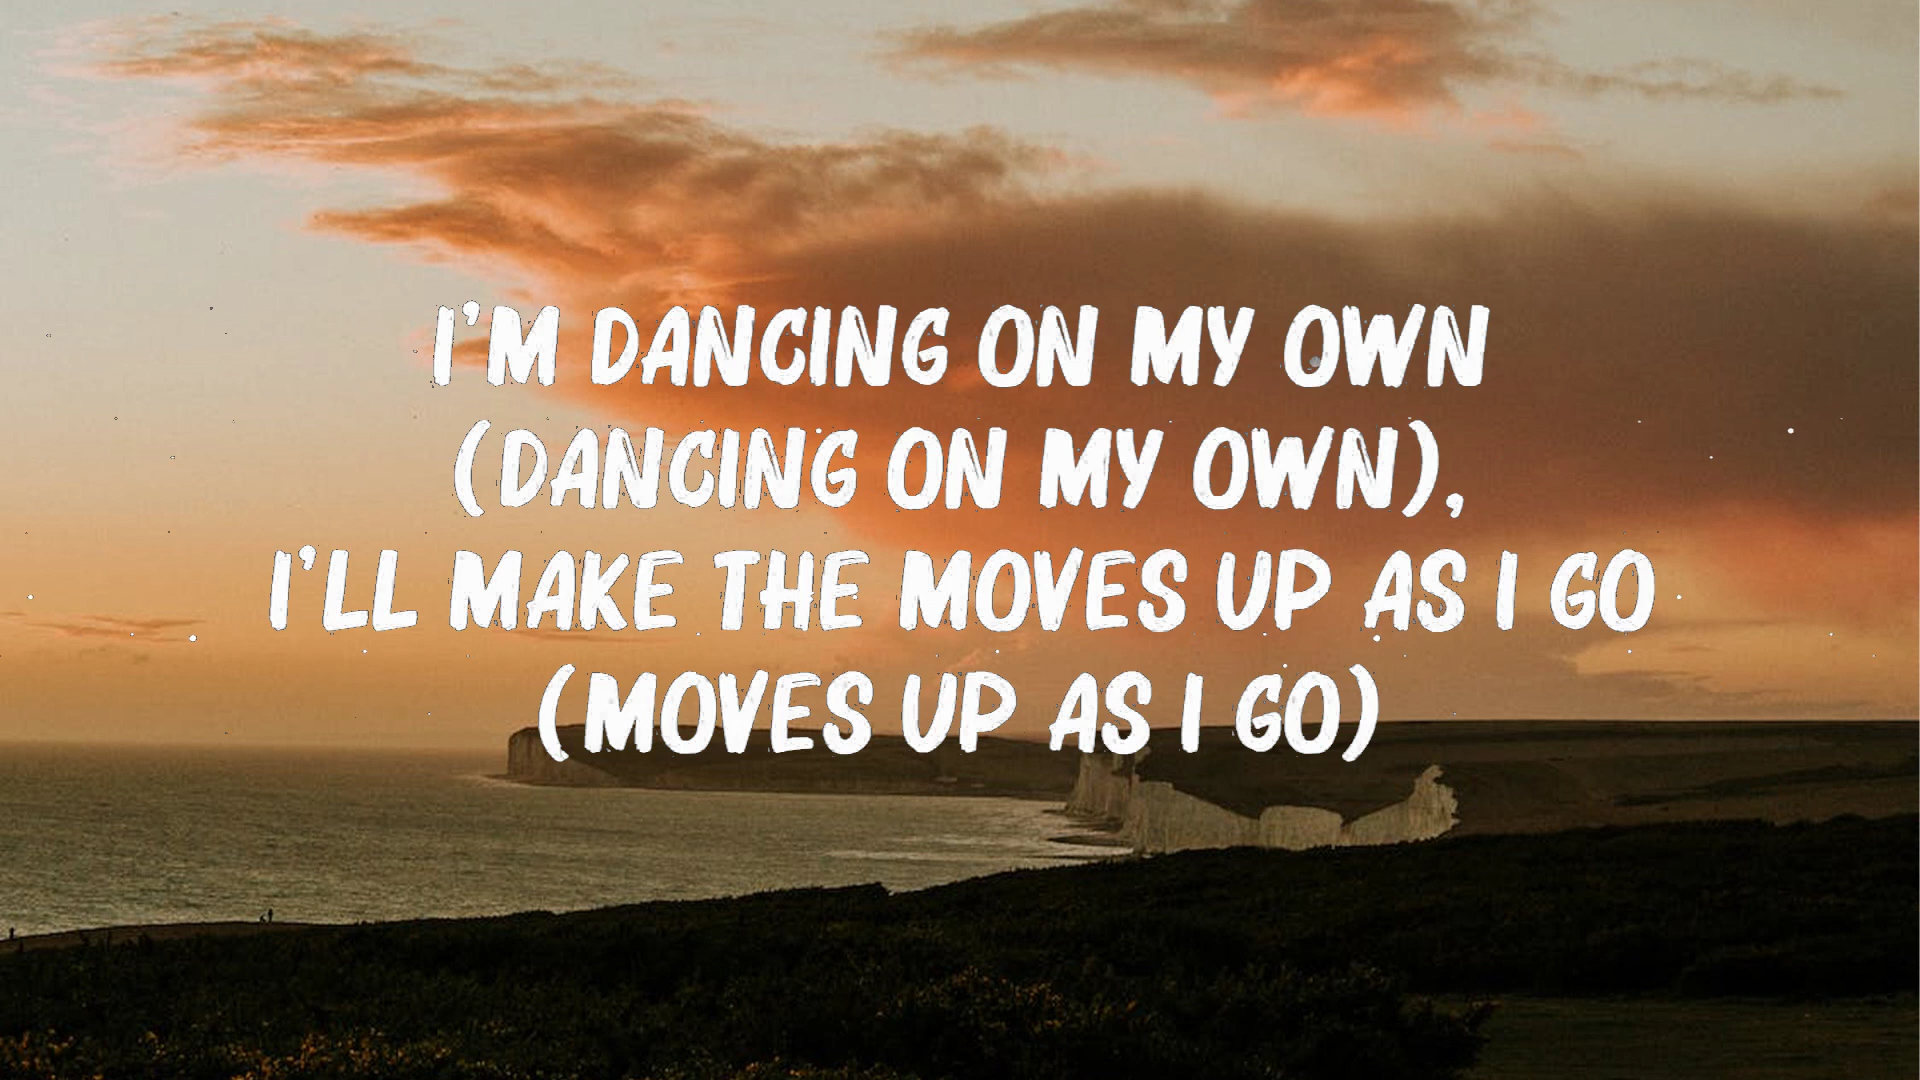 I'M DANCING ON MY OWN
(DANCING ON MY OWN),
I'LL MAKE THE MOVES UP AS I GO
(MOVES UP AS I GO)